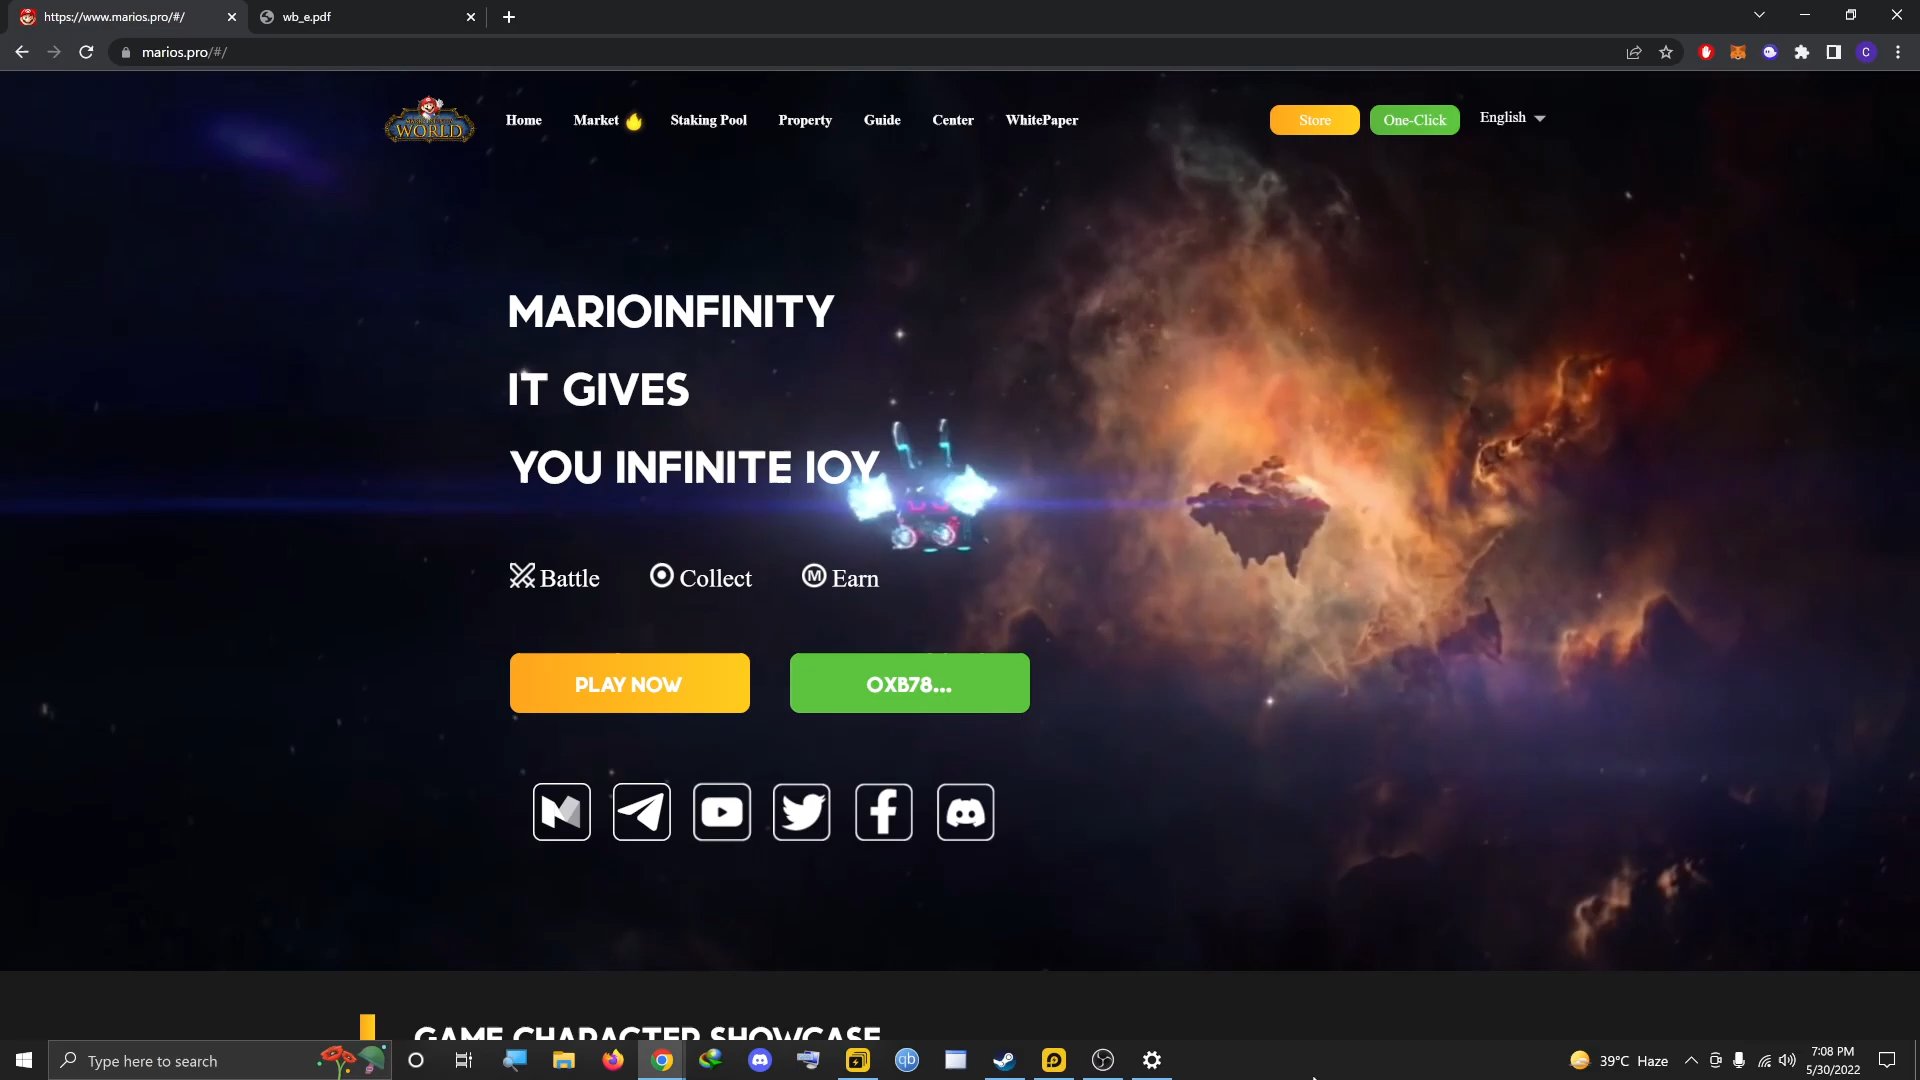 https://www.marios.pro/#/
wb_e.pdf
marios.pro/#/
C
WORLD
Home
Market
Staking Pool
Property
Guide
Center
WhitePaper
Store
One-Click
English
MARIOINFINITY
IT GIVES
YOU INFINITE IOY
Battle
M
Collect
Earn
PLAY NOW
0XB78...
GAME CHARACTER SHOWCASE
Type here to search
qb
39°C Haze
7:08 PM
5/30/2022